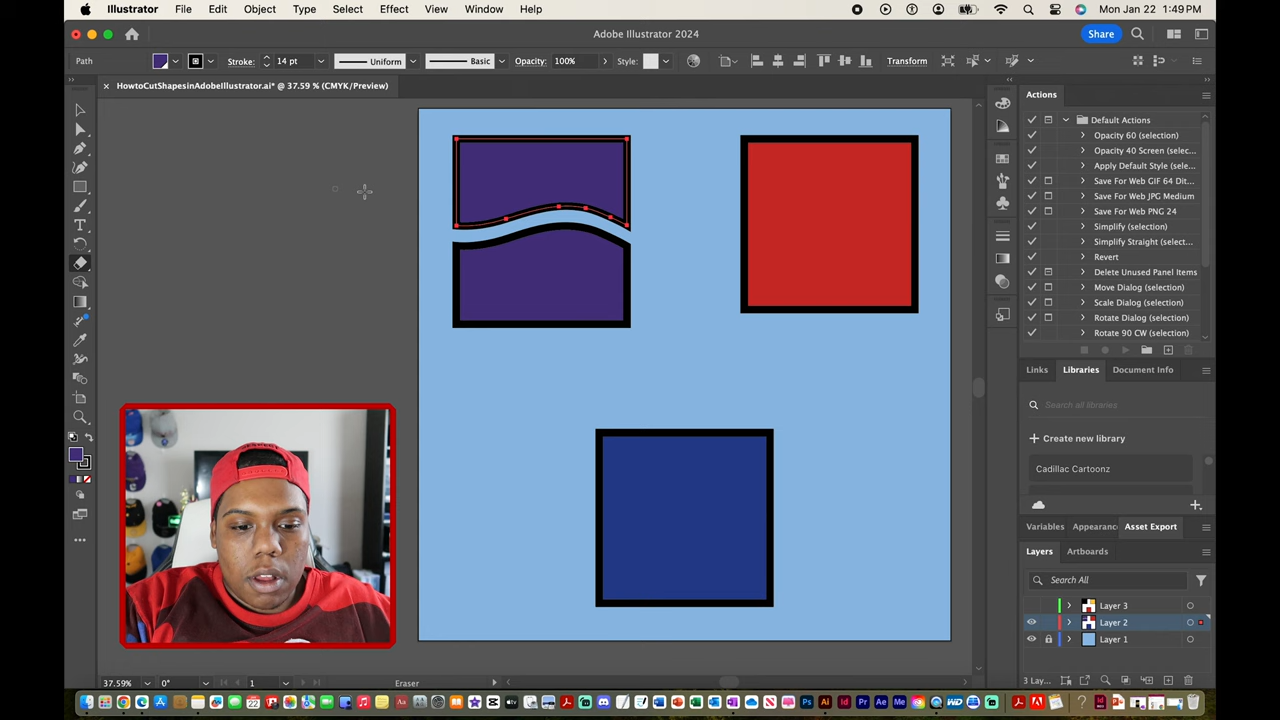 Illustrator File Edit Object Type Select Effect View Window Help Mon Jan 22 1:49 PM
Adobe Illustrator 2024 Share
Path Stroke: 14 pt Uniform Basic Opacity: 100% Style: Transform
× HowtoCutShapesinAdobeIllustrator.ai* @ 37.59 % (CMYK/Preview)
Actions
Default Actions
Opacity 60 (selection)
Opacity 40 Screen (selec...
Apply Default Style (sele...
Save For Web GIF 64 Dit...
Save For Web JPG Medium
Save For Web PNG 24
Simplify (selection)
Simplify Straight (select...
Revert
Delete Unused Panel Items
Move Dialog (selection)
Scale Dialog (selection)
Rotate Dialog (selection)
Rotate 90 CW (selection)
Links Libraries Document Info
Search all libraries
+ Create new library
Cadillac Cartoonz
Variables Appearanc Asset Export
Layers Artboards
Search All
Layer 3
Layer 2
Layer 1
37.59% 0° 1 Eraser 3 Lay...